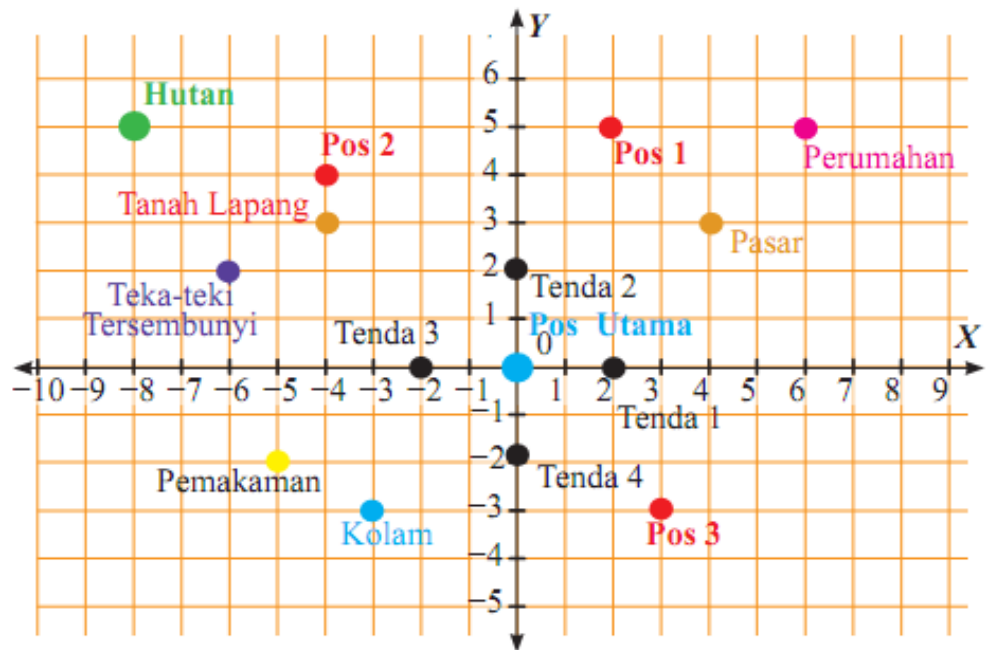 Y
6
Hutan
5
Pos 2
Pos 1
Perumahan
4
Tanah Lapang
3
Pasar
2
Teka-teki
Tersembunyi
Tenda 2
1
Tenda 3
Pos Utama
0
X
−10 −9 −8 −7 −6 −5 −4 −3 −2 −1 1 2 3 4 5 6 7 8 9
−1
Tenda 1
−2
Pemakaman
Tenda 4
−3
Kolam
Pos 3
−4
−5